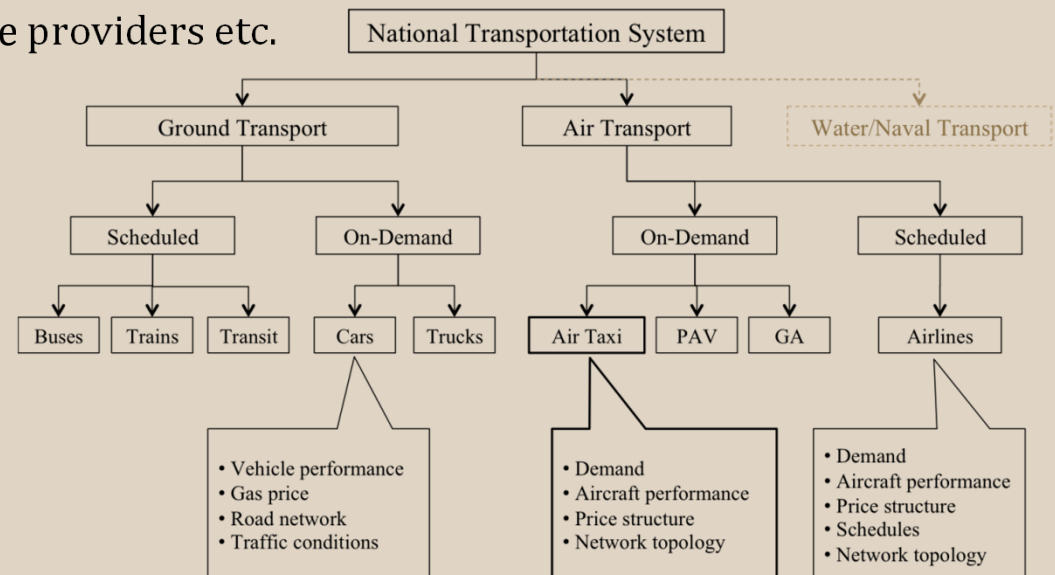 e providers etc.
National Transportation System
Ground Transport
Air Transport
Water/Naval Transport
Scheduled
On-Demand
On-Demand
Scheduled
Buses
Trains
Transit
Cars
Trucks
Air Taxi
PAV
GA
Airlines
• Vehicle performance
• Gas price
• Road network
• Traffic conditions
• Demand
• Aircraft performance
• Price structure
• Network topology
• Demand
• Aircraft performance
• Price structure
• Schedules
• Network topology